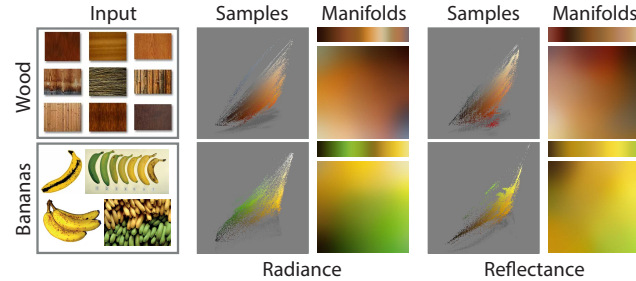 Input Samples Manifolds Samples Manifolds
Wood
Bananas
Radiance Reflectance